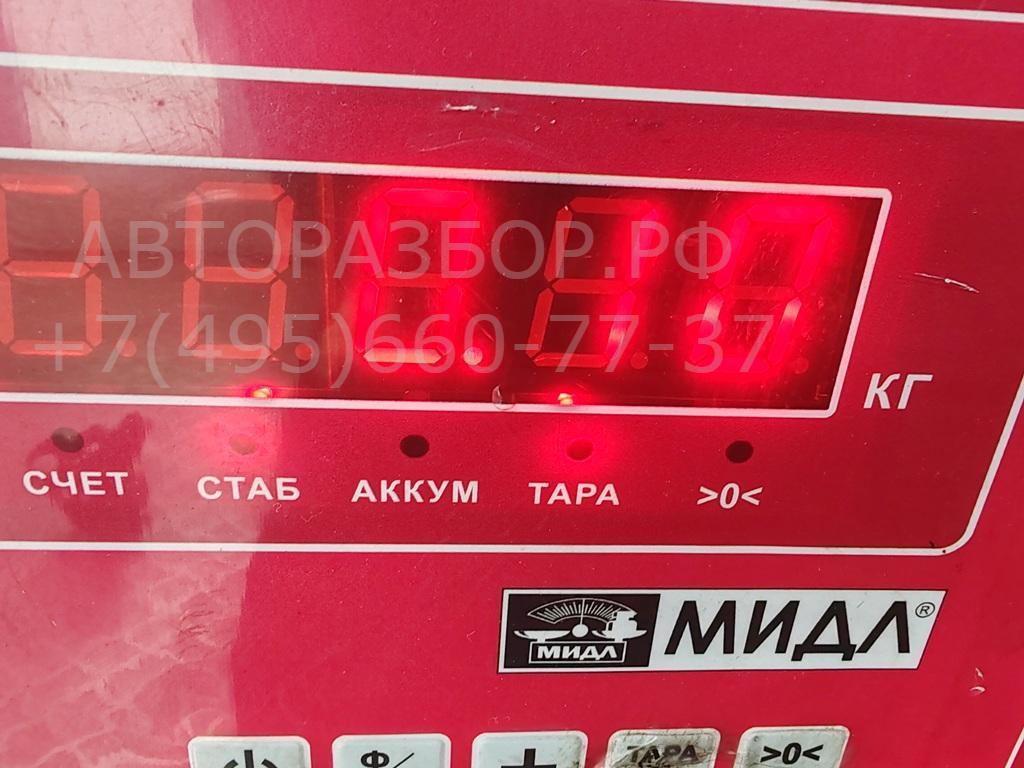 АВТОРАЗБОР.РФ
+7(495)660-77-37
КГ
СЧЕТ СТАБ АККУМ ТАРА >0<
МИДЛ МИДЛ®
Ф/ + ТАРА >0<